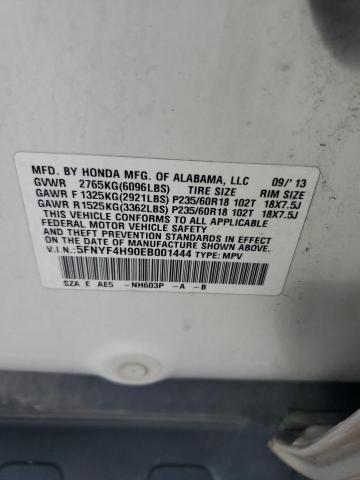 MFD. BY HONDA MFG. OF ALABAMA, LLC 09/'13
GVWR 2765KG(6096LBS) TIRE SIZE RIM SIZE
GAWR F 1325KG(2921LBS) P235/60R18 102T 18X7.5J
GAWR R 1525KG(3362LBS) P235/60R18 102T 18X7.5J
THIS VEHICLE CONFORMS TO ALL APPLICABLE
FEDERAL MOTOR VEHICLE SAFETY AND
THEFT PREVENTION STANDARDS IN EFFECT ON
THE DATE OF MANUFACTURE SHOWN ABOVE.
V.I.N.:5FNYF4H90EB001444 TYPE: MPV
SZA E AE5 -NH603P -A -B